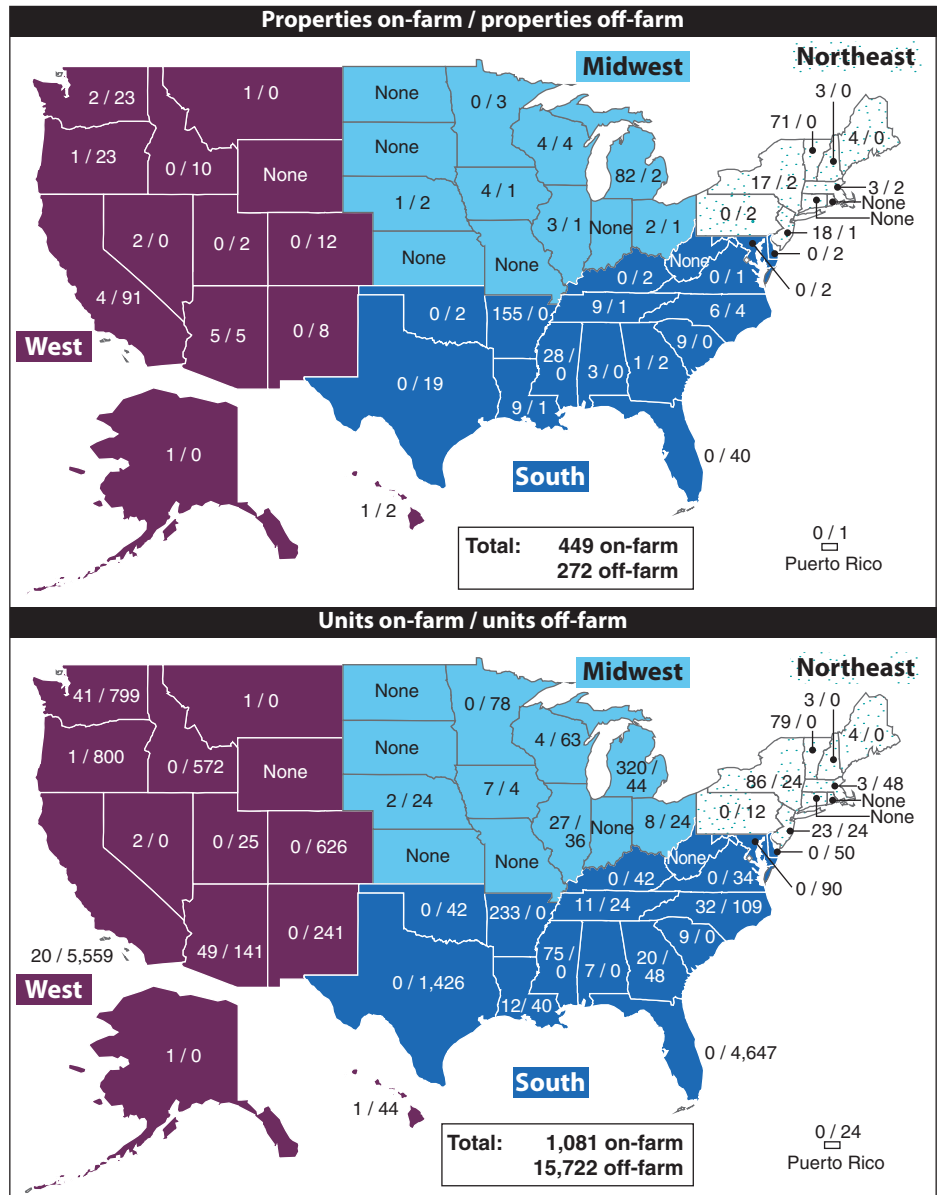 Properties on-farm / properties off-farm
Midwest
Northeast
2 / 23
1 / 0
None
0 / 3
3 / 0
71 / 0
4 / 0
1 / 23
0 / 10
None
None
4 / 4
82 / 2
17 / 2
3 / 2
None
None
1 / 2
4 / 1
0 / 2
18 / 1
2 / 0
0 / 2
0 / 12
3 / 1
None
2 / 1
0 / 2
None
None
None
0 / 2
0 / 1
0 / 2
4 / 91
5 / 5
0 / 8
0 / 2
155 / 0
9 / 1
6 / 4
West
9 / 0
28 /
0
3 / 0
1 / 2
0 / 19
9 / 1
0 / 40
1 / 0
South
1 / 2
Total: 449 on-farm
272 off-farm
0 / 1
Puerto Rico
Units on-farm / units off-farm
Midwest
Northeast
41 / 799
1 / 0
None
0 / 78
3 / 0
79 / 0
4 / 0
1 / 800
0 / 572
None
None
4 / 63
320 /
44
86 / 24
3 / 48
None
None
2 / 24
7 / 4
0 / 12
23 / 24
2 / 0
0 / 25
0 / 626
27 /
36
None
8 / 24
0 / 50
None
None
None
0 / 42
0 / 34
0 / 90
20 / 5,559
49 / 141
0 / 241
0 / 42
233 / 0
11 / 24
32 / 109
West
9 / 0
75 /
0
7 / 0
20 /
48
0 / 1,426
12/ 40
0 / 4,647
1 / 0
South
1 / 44
Total: 1,081 on-farm
15,722 off-farm
0 / 24
Puerto Rico